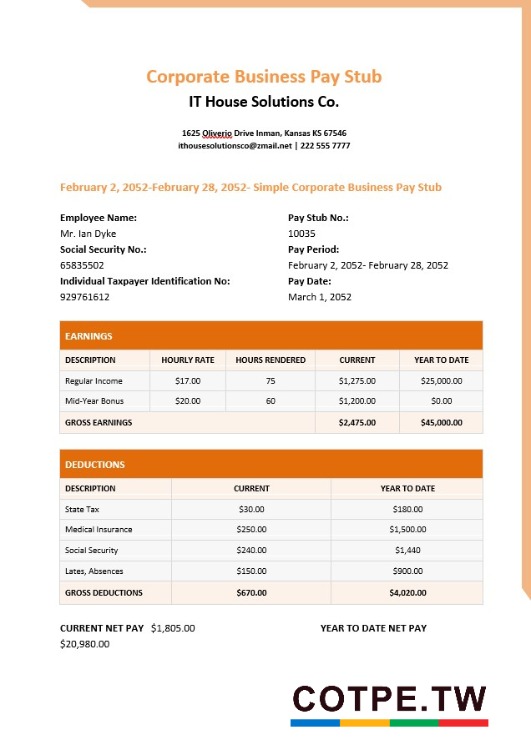 Corporate Business Pay Stub
IT House Solutions Co.
1625 Oliverio Drive Inman, Kansas KS 67546
ithousesolutionsco@zmail.net | 222 555 7777
February 2, 2052-February 28, 2052- Simple Corporate Business Pay Stub
Employee Name: Pay Stub No.:
Mr. Ian Dyke 10035
Social Security No.: Pay Period:
65835502 February 2, 2052- February 28, 2052
Individual Taxpayer Identification No: Pay Date:
929761612 March 1, 2052
EARNINGS
DESCRIPTION HOURLY RATE HOURS RENDERED CURRENT YEAR TO DATE
Regular Income $17.00 75 $1,275.00 $25,000.00
Mid-Year Bonus $20.00 60 $1,200.00 $0.00
GROSS EARNINGS $2,475.00 $45,000.00
DEDUCTIONS
DESCRIPTION CURRENT YEAR TO DATE
State Tax $30.00 $180.00
Medical Insurance $250.00 $1,500.00
Social Security $240.00 $1,440
Lates, Absences $150.00 $900.00
GROSS DEDUCTIONS $670.00 $4,020.00
CURRENT NET PAY $1,805.00 YEAR TO DATE NET PAY
$20,980.00
COTPE.TW